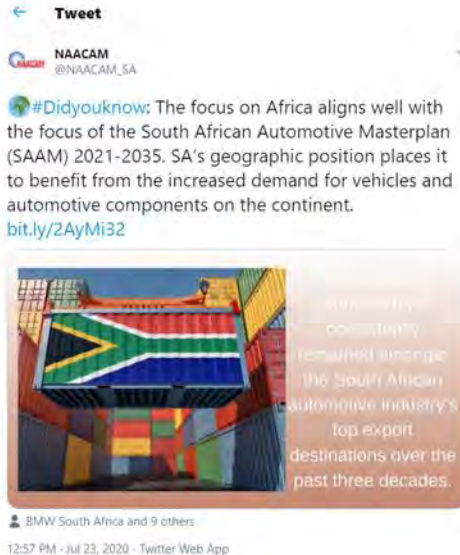 Tweet
NAACAM
NAACAM
@NAACAM_SA
#Didyouknow: The focus on Africa aligns well with
the focus of the South African Automotive Masterplan
(SAAM) 2021-2035. SA's geographic position places it
to benefit from the increased demand for vehicles and
automotive components on the continent.
bit.ly/2AyMi32
consistently
remained amongst
the South African
automotive industry's
top export
destinations over the
past three decades.
BMW South Africa and 9 others
12:57 PM · Jul 23, 2020 · Twitter Web App